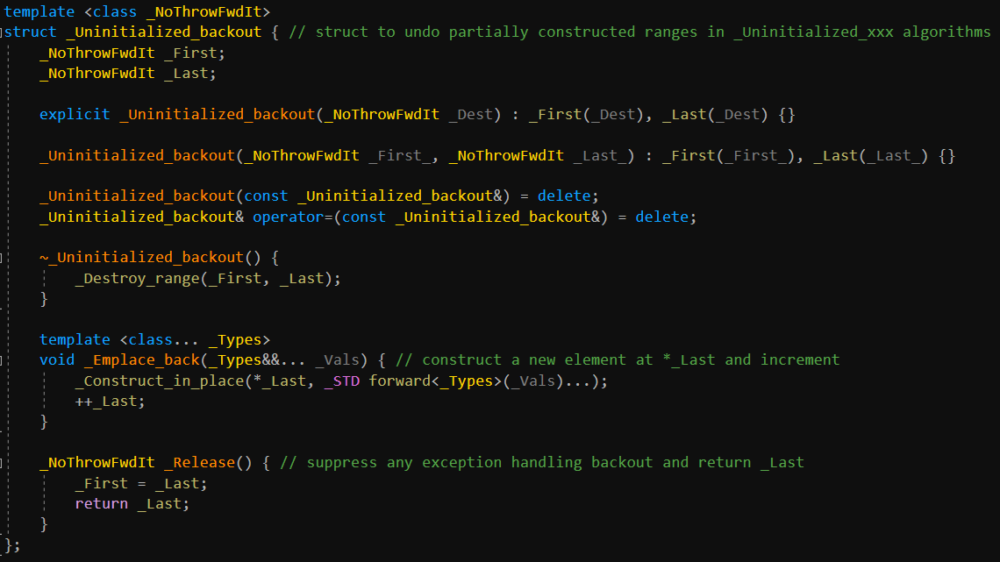 template <class _NoThrowFwdIt>
struct _Uninitialized_backout { // struct to undo partially constructed ranges in _Uninitialized_xxx algorithms
    _NoThrowFwdIt _First;
    _NoThrowFwdIt _Last;

    explicit _Uninitialized_backout(_NoThrowFwdIt _Dest) : _First(_Dest), _Last(_Dest) {}

    _Uninitialized_backout(_NoThrowFwdIt _First_, _NoThrowFwdIt _Last_) : _First(_First_), _Last(_Last_) {}

    _Uninitialized_backout(const _Uninitialized_backout&) = delete;
    _Uninitialized_backout& operator=(const _Uninitialized_backout&) = delete;

    ~_Uninitialized_backout() {
        _Destroy_range(_First, _Last);
    }

    template <class... _Types>
    void _Emplace_back(_Types&&... _Vals) { // construct a new element at *_Last and increment
        _Construct_in_place(*_Last, _STD forward<_Types>(_Vals)...);
        ++_Last;
    }

    _NoThrowFwdIt _Release() { // suppress any exception handling backout and return _Last
        _First = _Last;
        return _Last;
    }
};